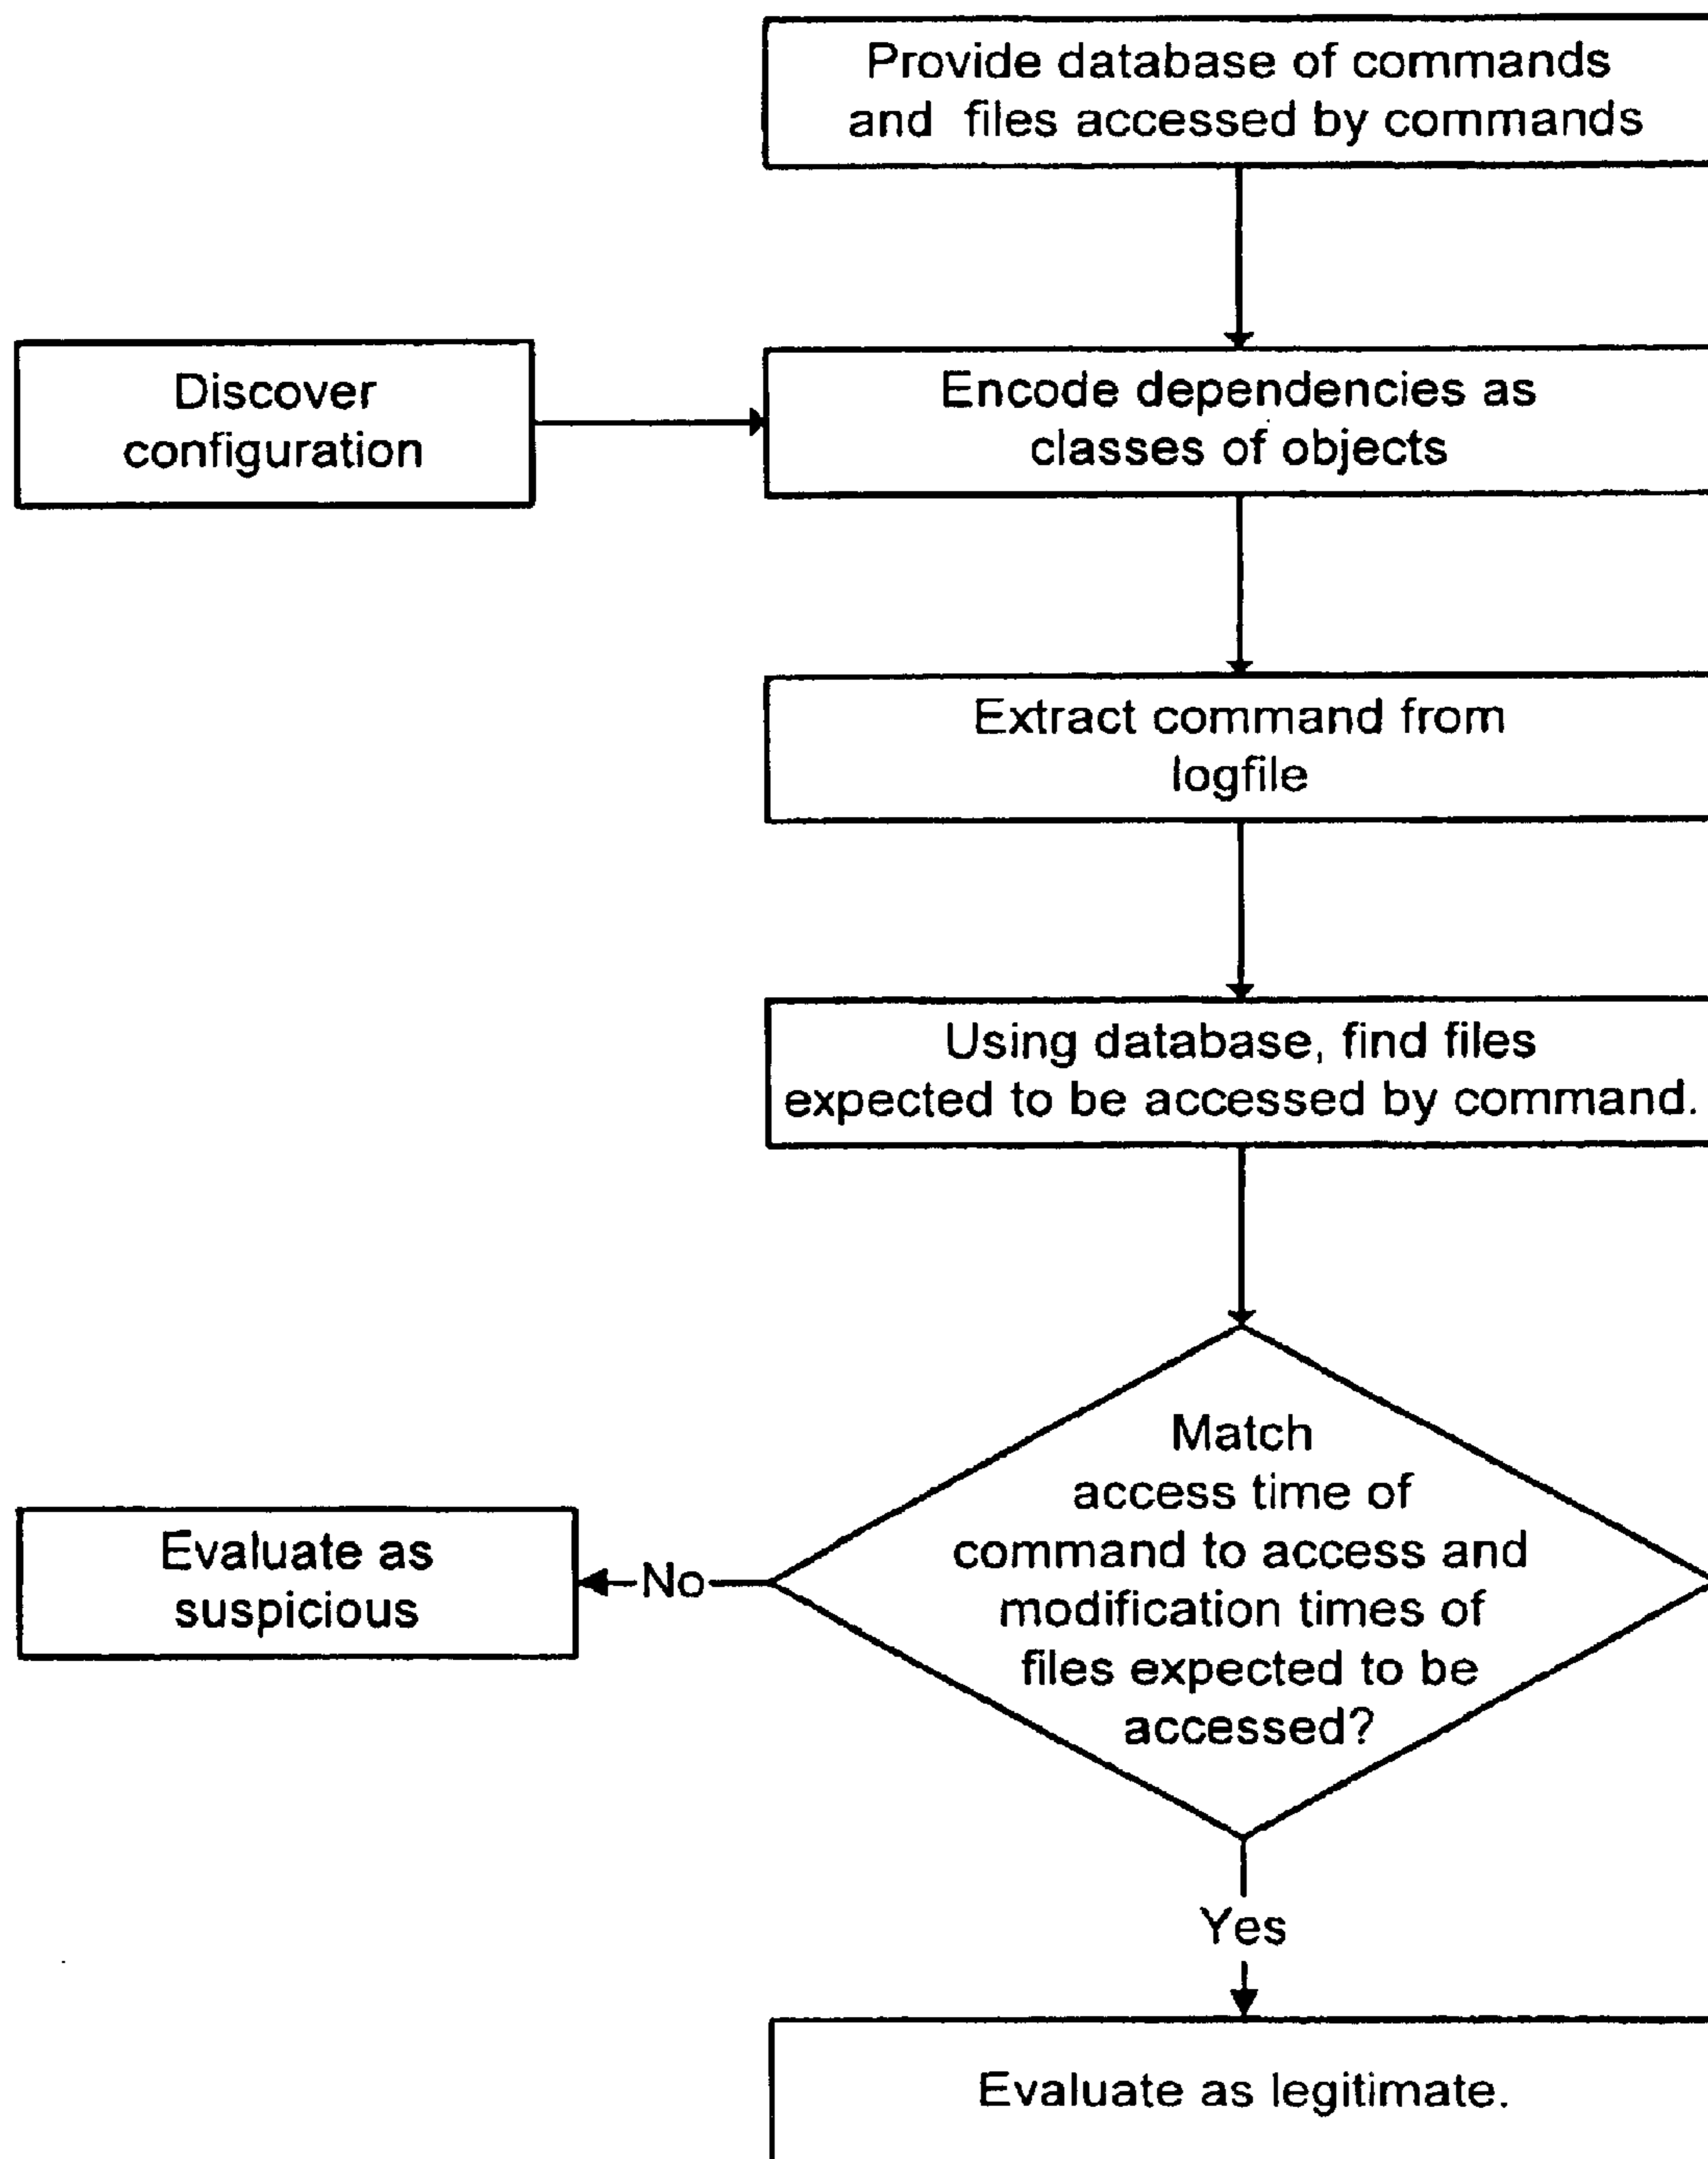 Provide database of commands
and files accessed by commands
Discover
configuration
Encode dependencies as
classes of objects
Extract command from
logfile
Using database, find files
expected to be accessed by command.
Match
access time of
command to access and
modification times of
files expected to be
accessed?
No
Evaluate as
suspicious
Yes
Evaluate as legitimate.